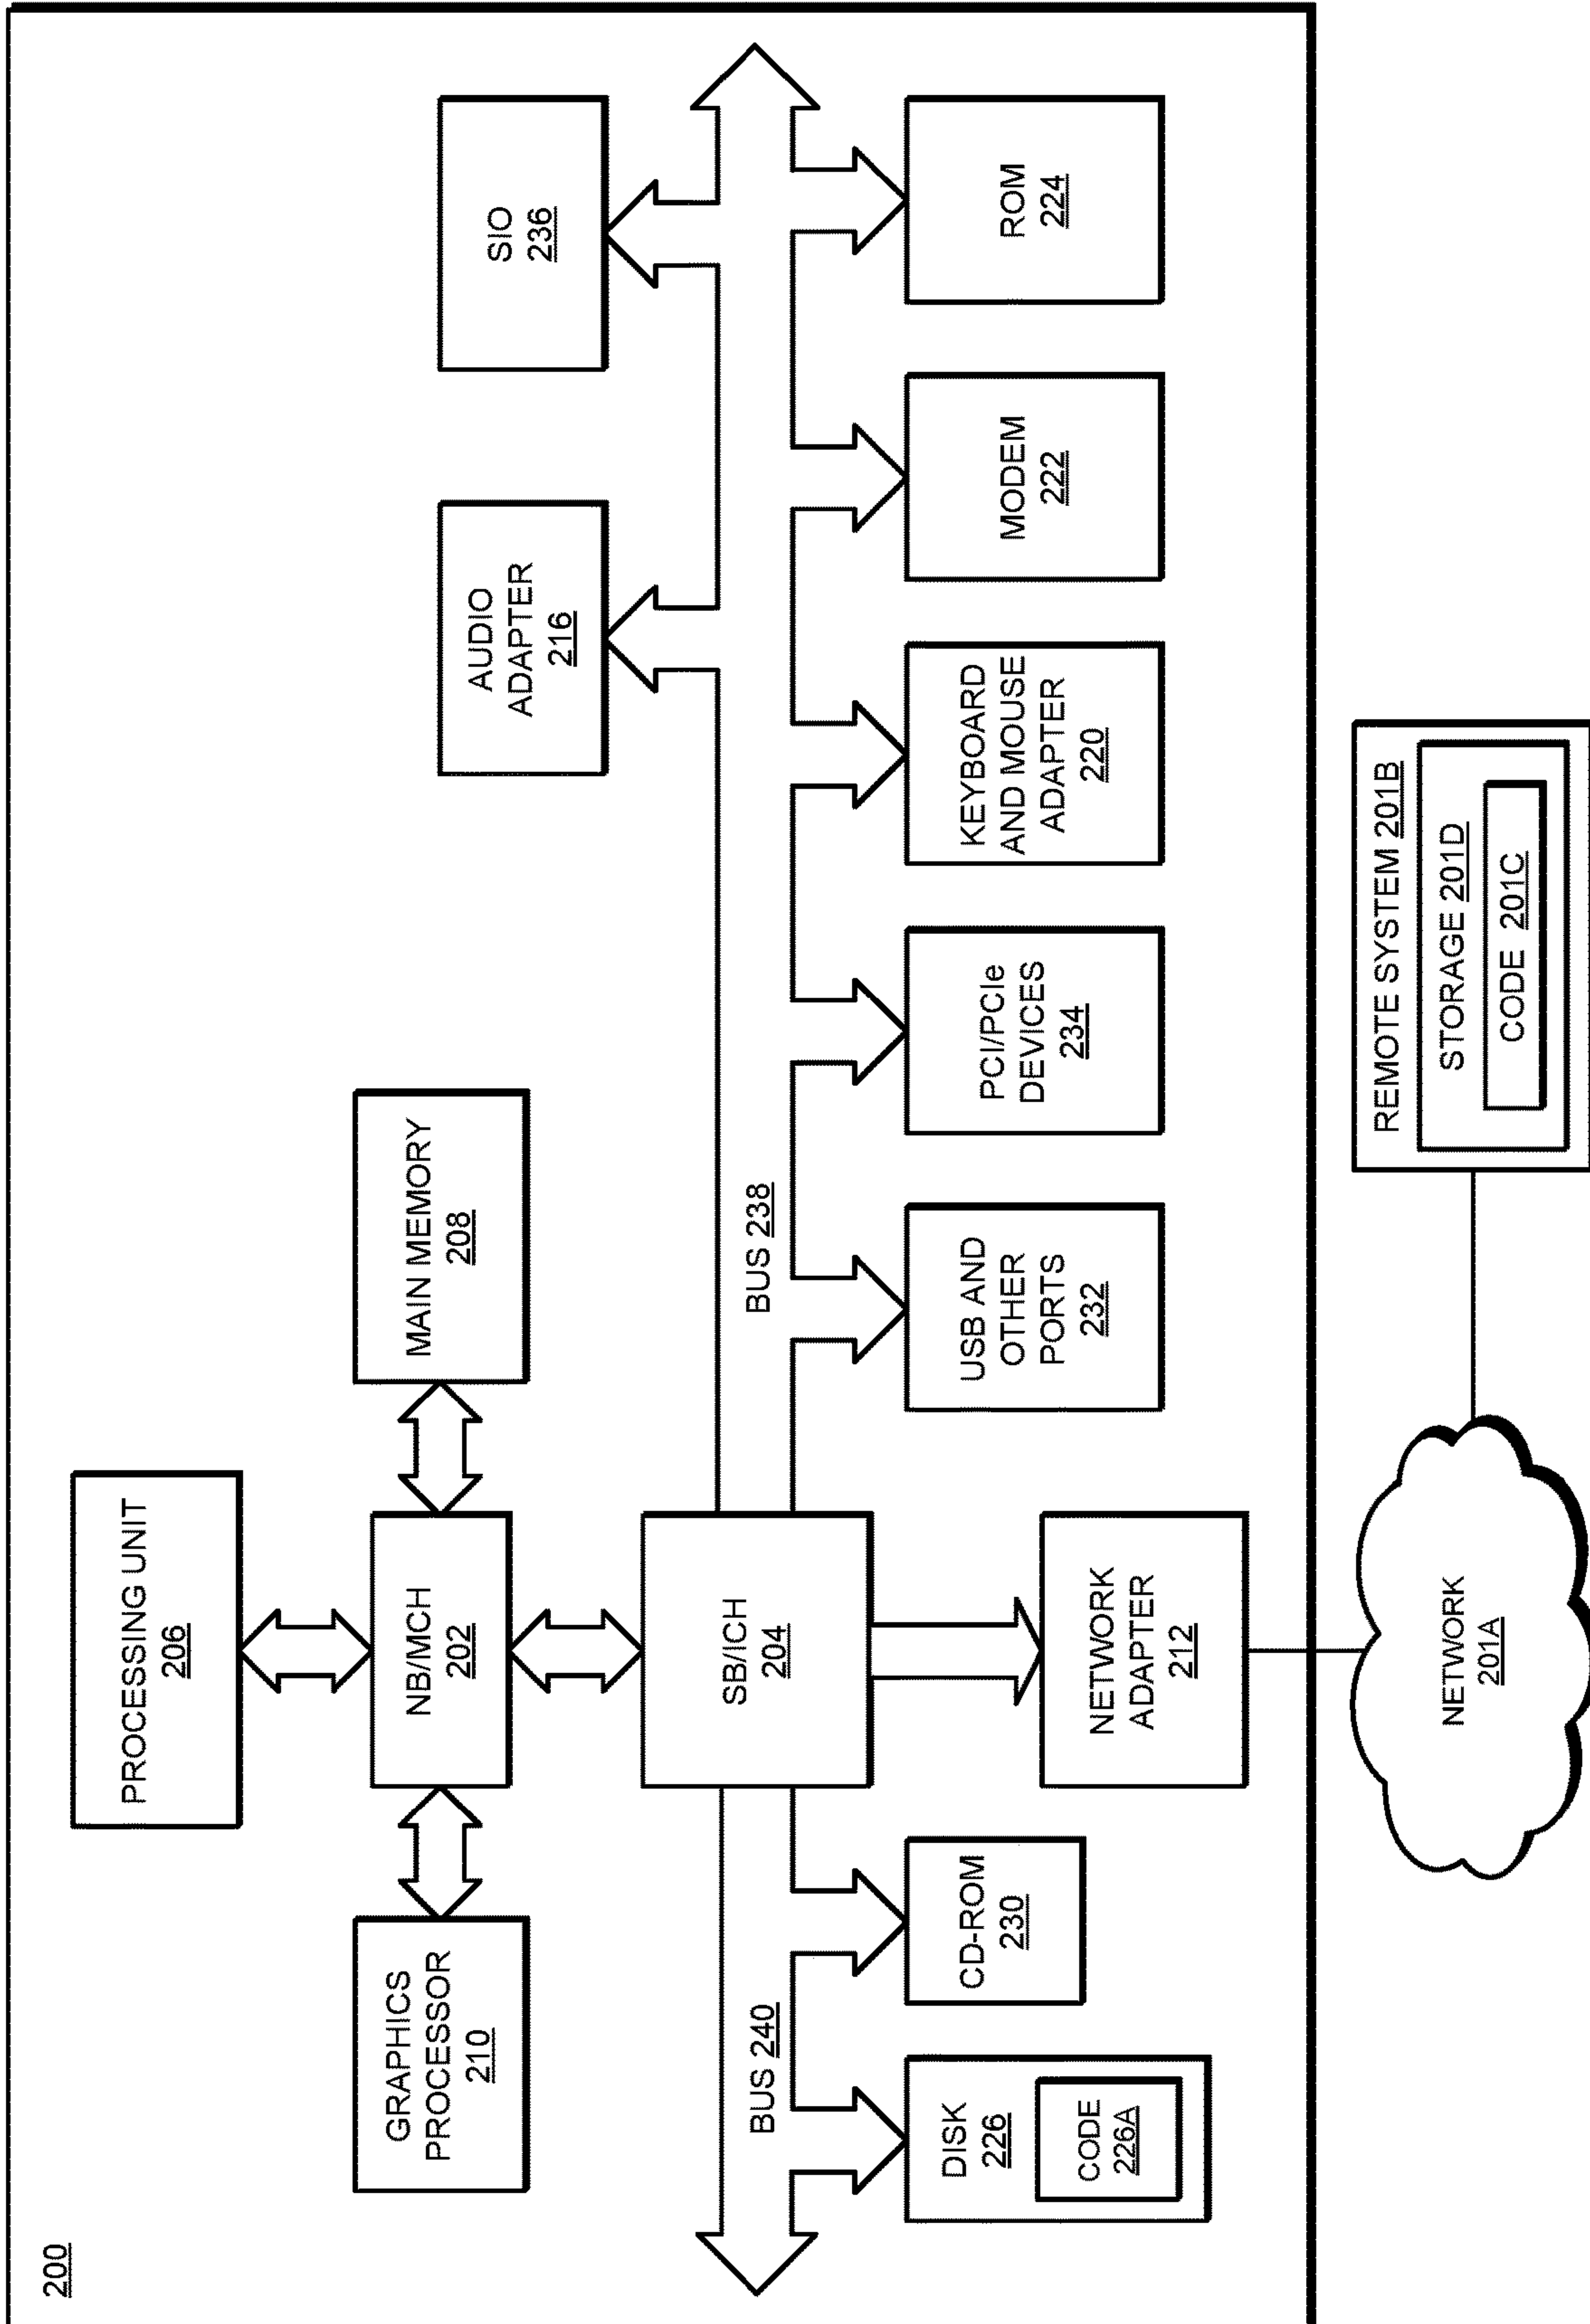 200
PROCESSING UNIT
206
GRAPHICS
PROCESSOR
210
NB/MCH
202
MAIN MEMORY
208
AUDIO
ADAPTER
216
SIO
236
SB/ICH
204
BUS 240
BUS 238
DISK
226
CODE
226A
CD-ROM
230
NETWORK
ADAPTER
212
USB AND
OTHER
PORTS
232
PCI/PCIe
DEVICES
234
KEYBOARD
AND MOUSE
ADAPTER
220
MODEM
222
ROM
224
NETWORK
201A
REMOTE SYSTEM 201B
STORAGE 201D
CODE 201C